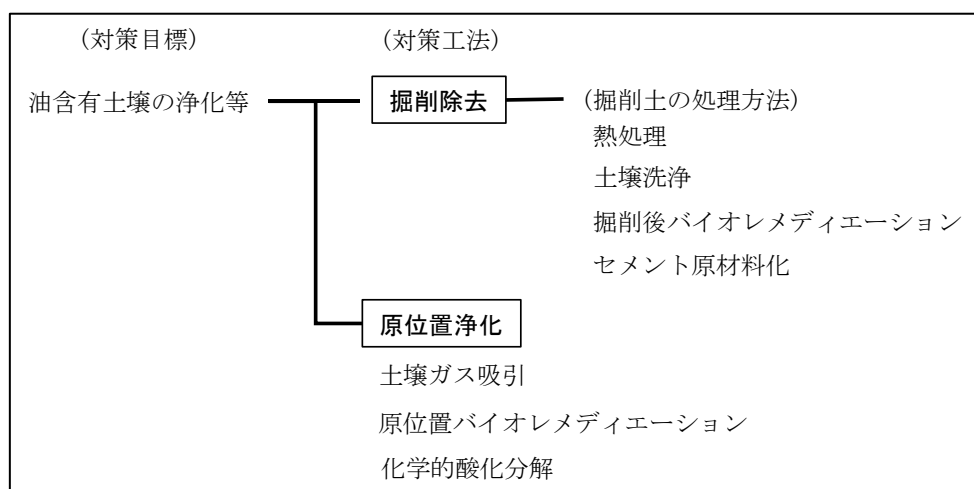 (対策目標)
(対策工法)
油含有土壌の浄化等
掘削除去
(掘削土の処理方法)
熱処理
土壌洗浄
掘削後バイオレメディエーション
セメント原材料化
原位置浄化
土壌ガス吸引
原位置バイオレメディエーション
化学的酸化分解